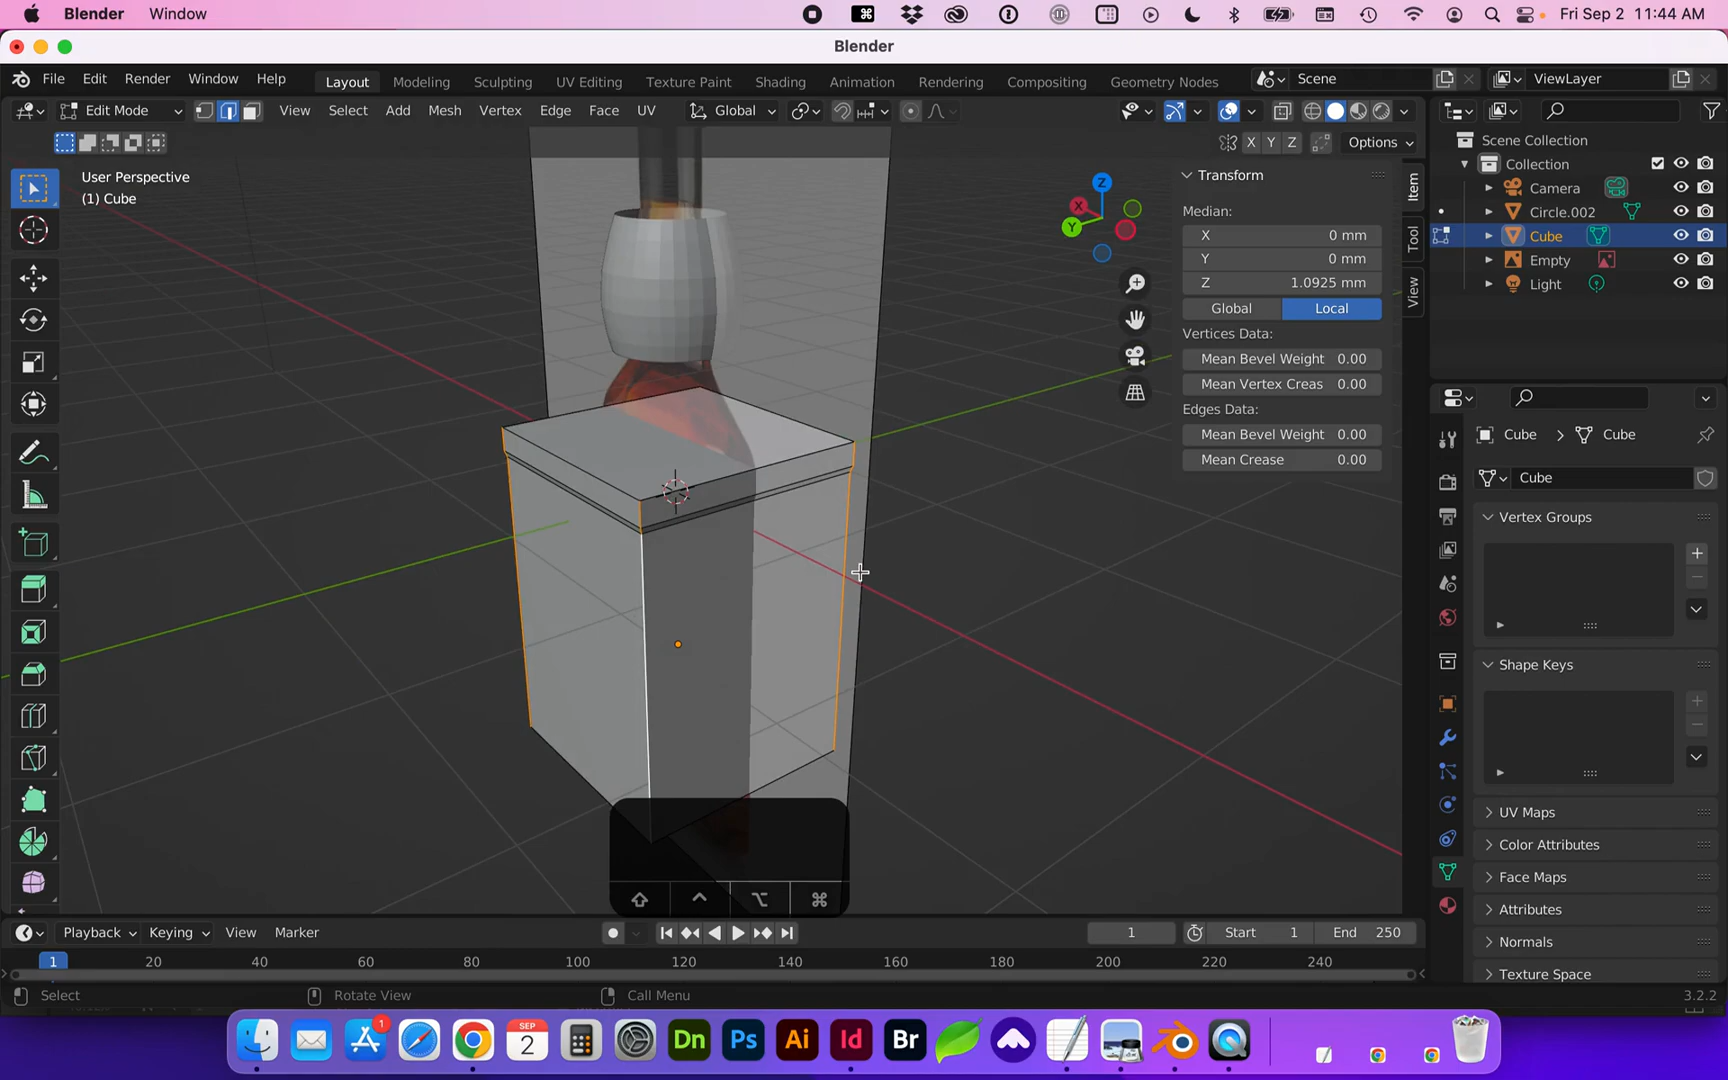 Blender Window Fri Sep 2 11:44 AM
Blender
File Edit Render Window Help Layout Modeling Sculpting UV Editing Texture Paint Shading Animation Rendering Compositing Geometry Nodes Scene ViewLayer
Edit Mode View Select Add Mesh Vertex Edge Face UV Global
X Y Z Options
User Perspective
(1) Cube
Z
X
Y
Transform
Median:
X 0 mm
Y 0 mm
Z 1.0925 mm
Global Local
Vertices Data:
Mean Bevel Weight 0.00
Mean Vertex Creas 0.00
Edges Data:
Mean Bevel Weight 0.00
Mean Crease 0.00
Item
Tool
View
Scene Collection
Collection
Camera
Circle.002
Cube
Empty
Light
Cube > Cube
Cube
Vertex Groups
Shape Keys
UV Maps
Color Attributes
Face Maps
Attributes
Normals
Texture Space
⇧ ^ ⌥ ⌘
Playback Keying View Marker 1 Start 1 End 250
1 20 40 60 80 100 120 140 160 180 200 220 240
Select Rotate View Call Menu 3.2.2
1 SEP 2 Dn Ps Ai Id Br